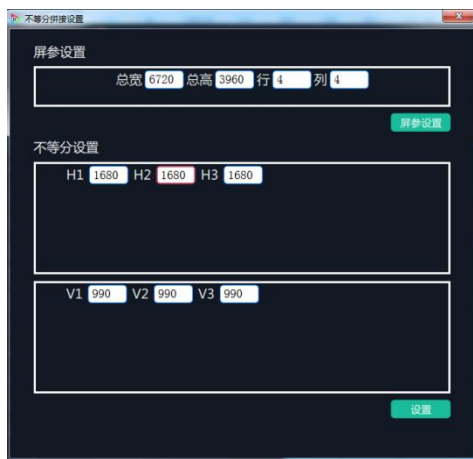 不等分拼接设置
屏参设置
总宽 6720 总高 3960 行 4 列 4
屏参设置
不等分设置
H1 1680 H2 1680 H3 1680
V1 990 V2 990 V3 990
设置